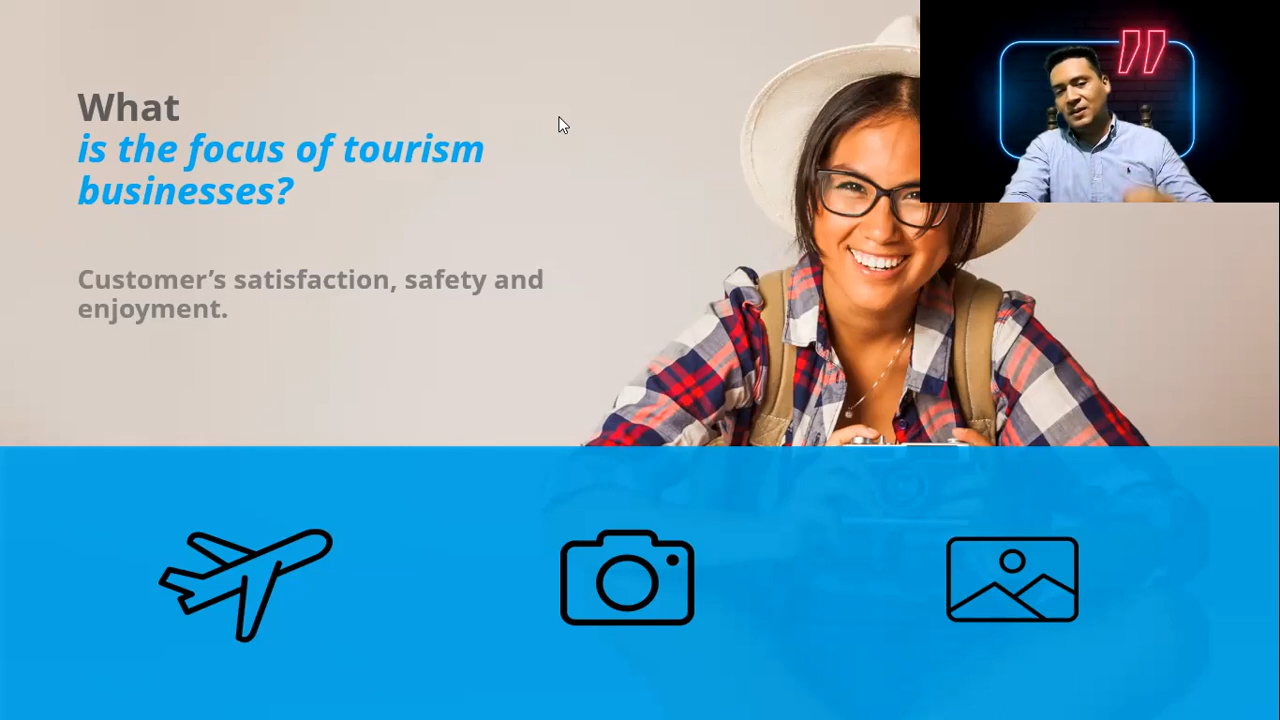 What
is the focus of tourism
businesses?
Customer’s satisfaction, safety and
enjoyment.